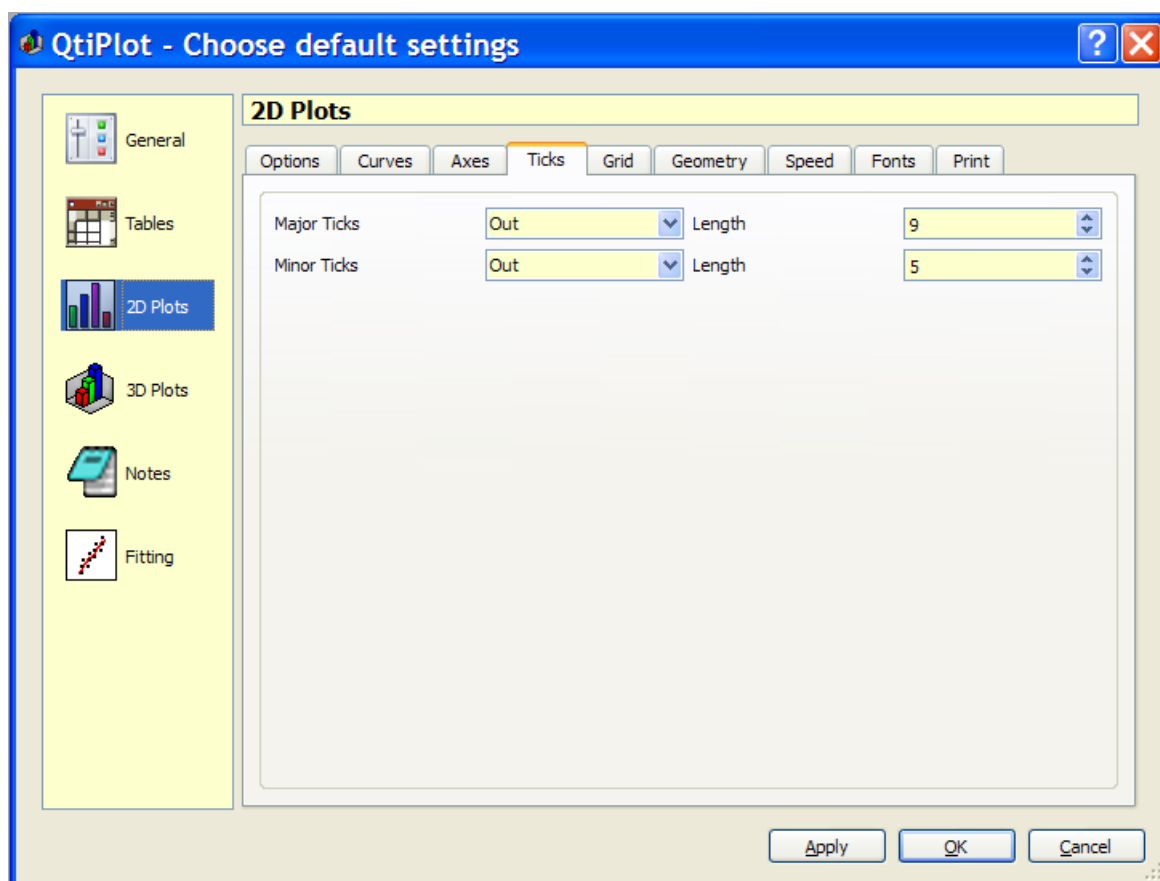 QtiPlot - Choose default settings
General
Tables
2D Plots
3D Plots
Notes
Fitting
2D Plots
Options Curves Axes Ticks Grid Geometry Speed Fonts Print
Major Ticks Out Length 9
Minor Ticks Out Length 5
Apply OK Cancel